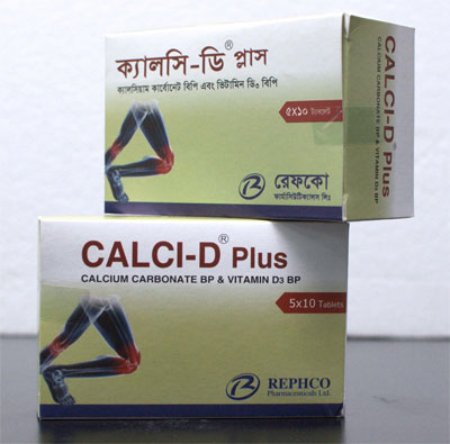 ক্যালসি-ডি® প্লাস
ক্যালসিয়াম কার্বোনেট বিপি এবং ভিটামিন ডি৩ বিপি
৫x১০ ট্যাবলেট
রেফকো
ফার্মাসিউটিক্যালস লিঃ
CALCI-D® Plus
CALCIUM CARBONATE BP & VITAMIN D3 BP
CALCI-D® Plus
CALCIUM CARBONATE BP & VITAMIN D3 BP
5x10 Tablets
REPHCO
Pharmaceuticals Ltd.